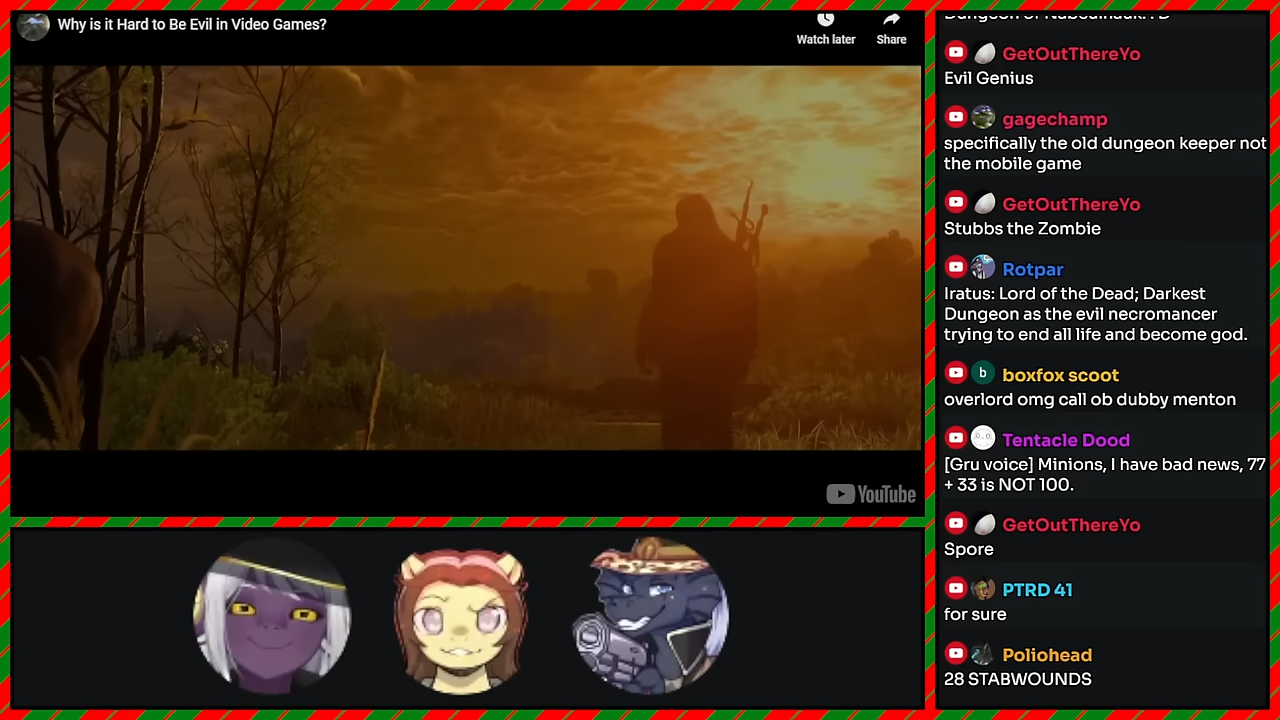 Why is it Hard to Be Evil in Video Games?
Watch later
Share
YouTube
GetOutThereYo
Evil Genius
gagechamp
specifically the old dungeon keeper not
the mobile game
GetOutThereYo
Stubbs the Zombie
Rotpar
Iratus: Lord of the Dead; Darkest
Dungeon as the evil necromancer
trying to end all life and become god.
b
boxfox scoot
overlord omg call ob dubby menton
Tentacle Dood
[Gru voice] Minions, I have bad news, 77
+ 33 is NOT 100.
GetOutThereYo
Spore
PTRD 41
for sure
Poliohead
28 STABWOUNDS